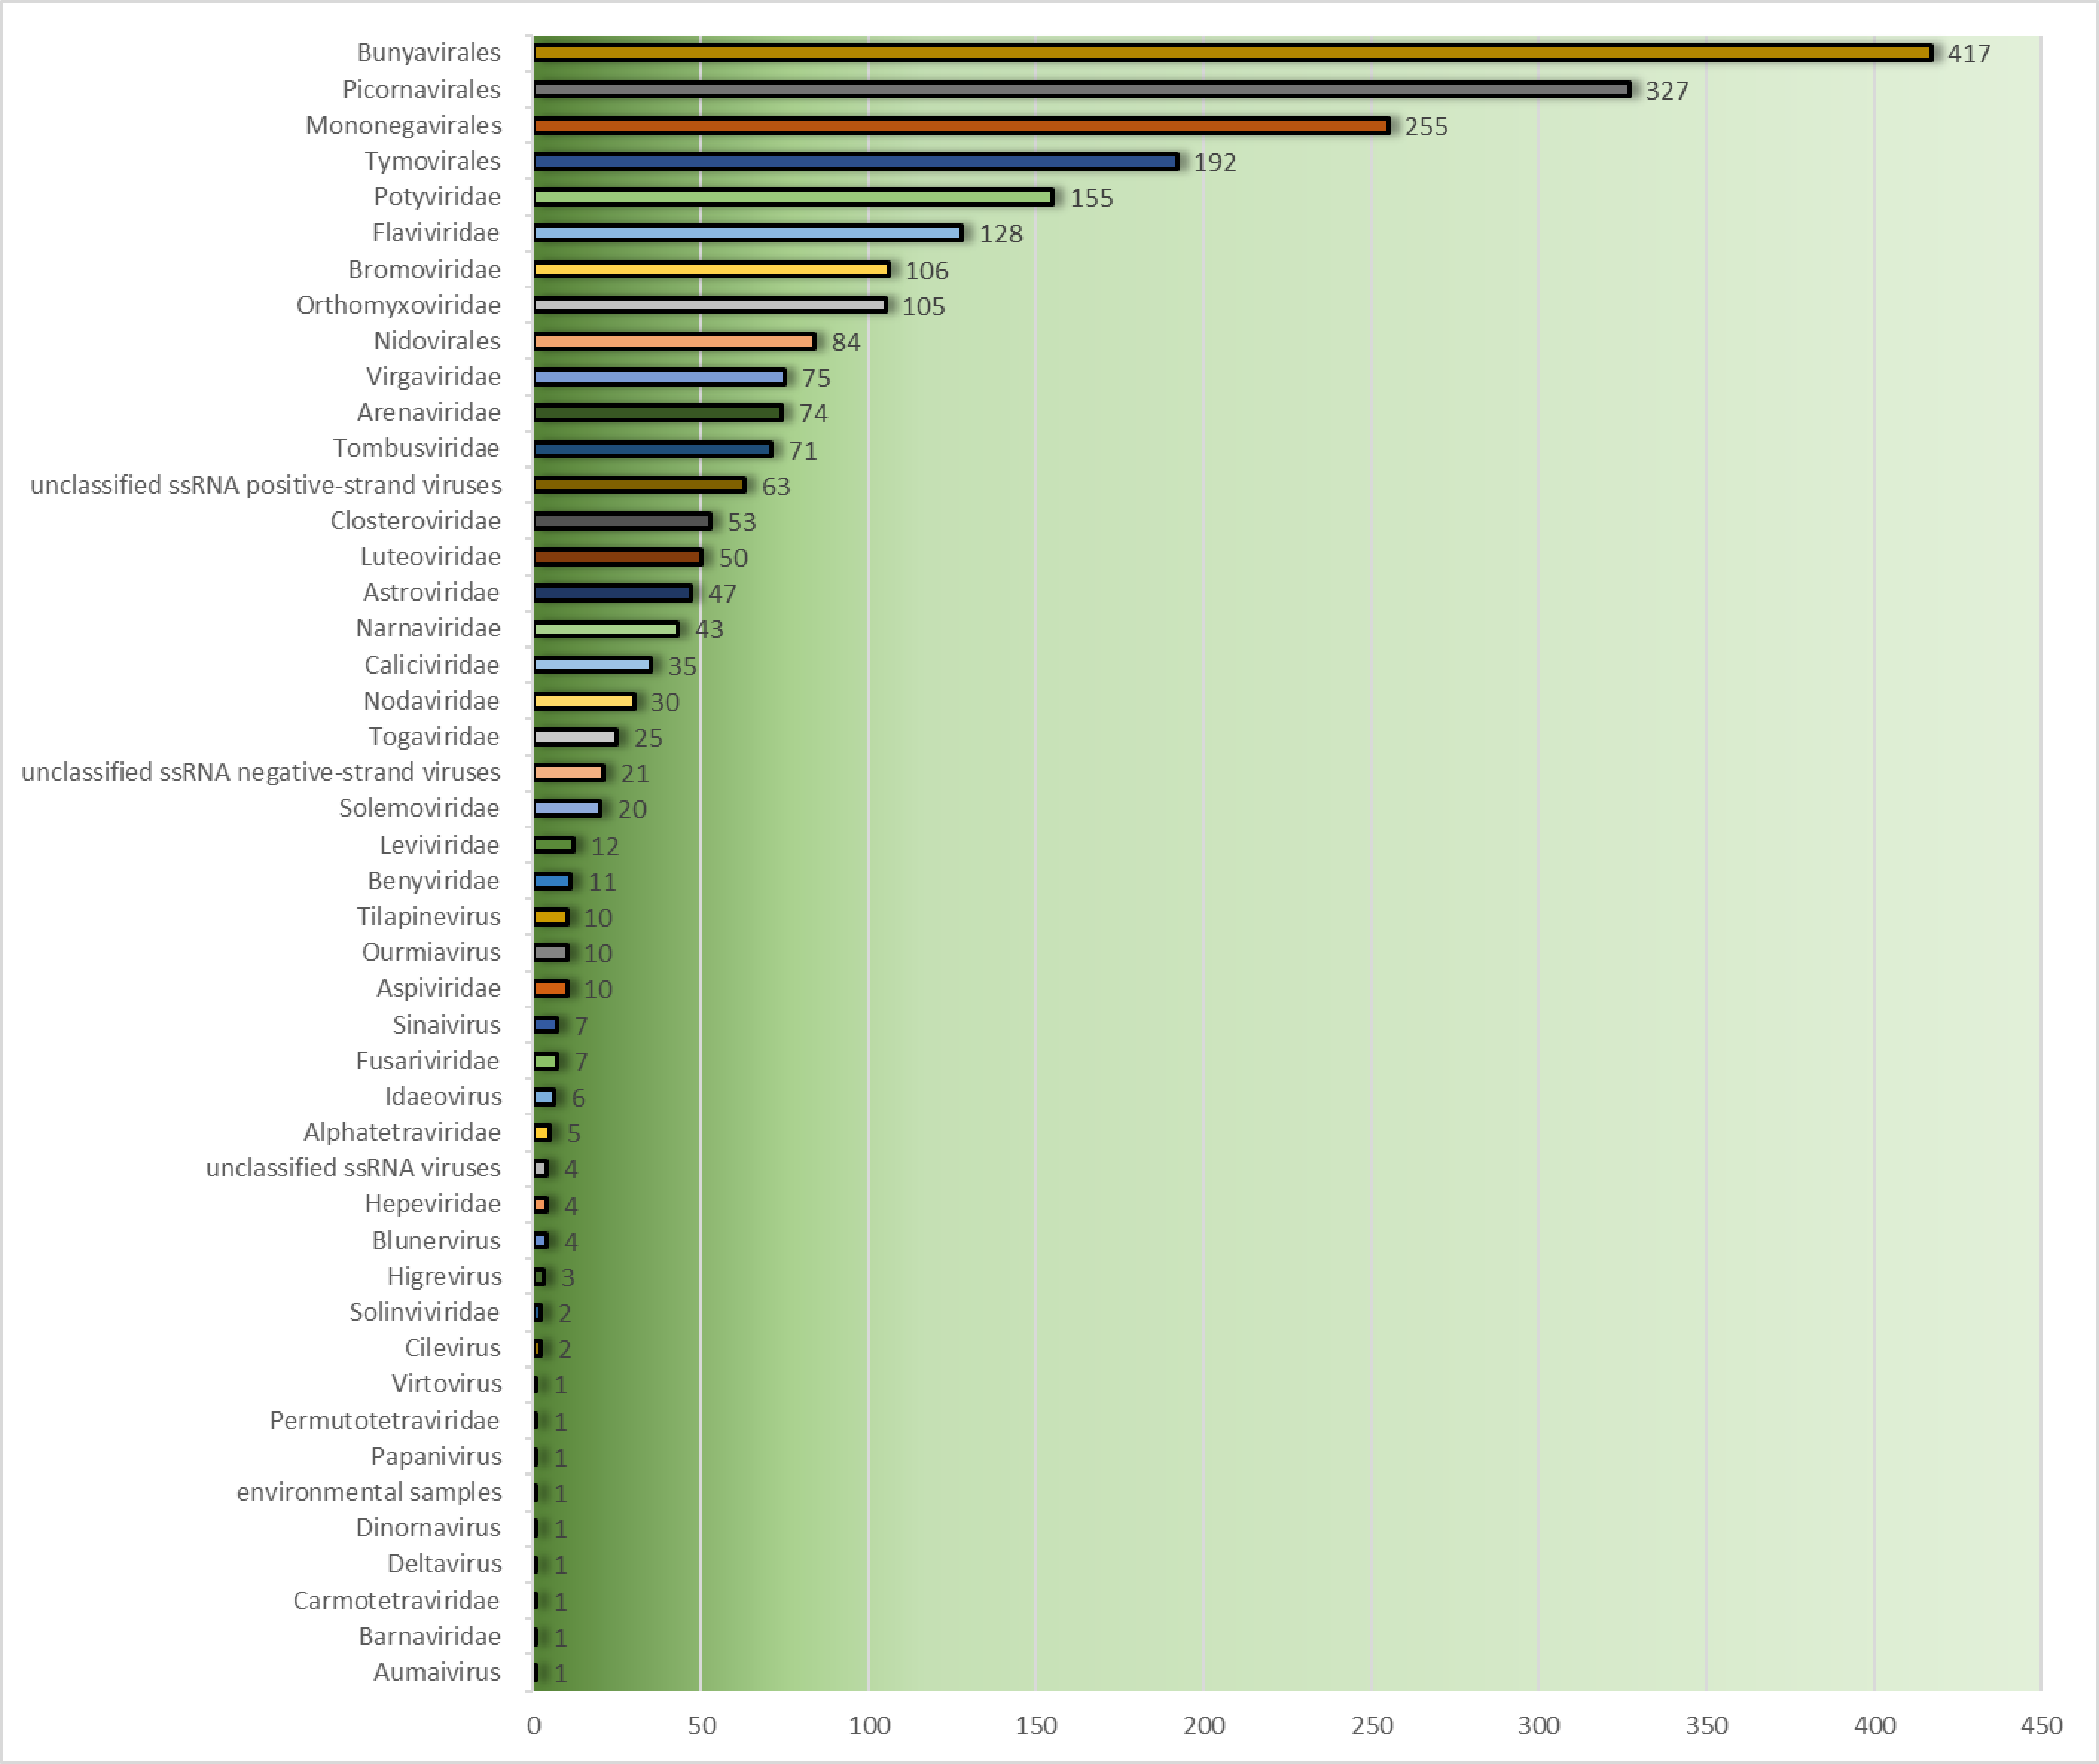 Bunyavirales 417
Picornavirales 327
Mononegavirales 255
Tymovirales 192
Potyviridae 155
Flaviviridae 128
Bromoviridae 106
Orthomyxoviridae 105
Nidovirales 84
Virgaviridae 75
Arenaviridae 74
Tombusviridae 71
unclassified ssRNA positive-strand viruses 63
Closteroviridae 53
Luteoviridae 50
Astroviridae 47
Narnaviridae 43
Caliciviridae 35
Nodaviridae 30
Togaviridae 25
unclassified ssRNA negative-strand viruses 21
Solemoviridae 20
Leviviridae 12
Benyviridae 11
Tilapinevirus 10
Ourmiavirus 10
Aspiviridae 10
Sinaivirus 7
Fusariviridae 7
Idaeovirus 6
Alphatetraviridae 5
unclassified ssRNA viruses 4
Hepeviridae 4
Blunervirus 4
Higrevirus 3
Solinviviridae 2
Cilevirus 2
Virtovirus 1
Permutotetraviridae 1
Papanivirus 1
environmental samples 1
Dinornavirus 1
Deltavirus 1
Carmotetraviridae 1
Barnaviridae 1
Aumaivirus 1
0 50 100 150 200 250 300 350 400 450